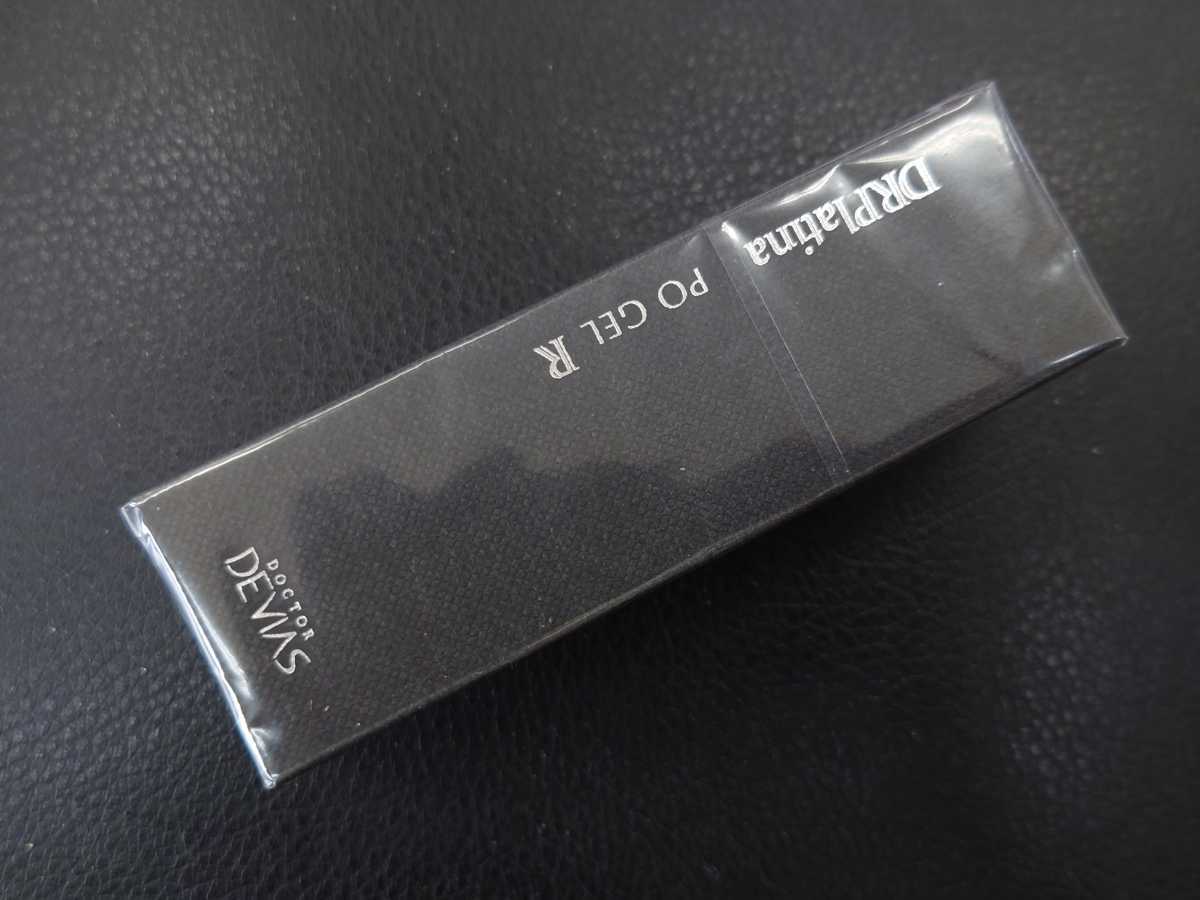 DRPlatina
PO GEL R
DOCTOR
DEVIAS